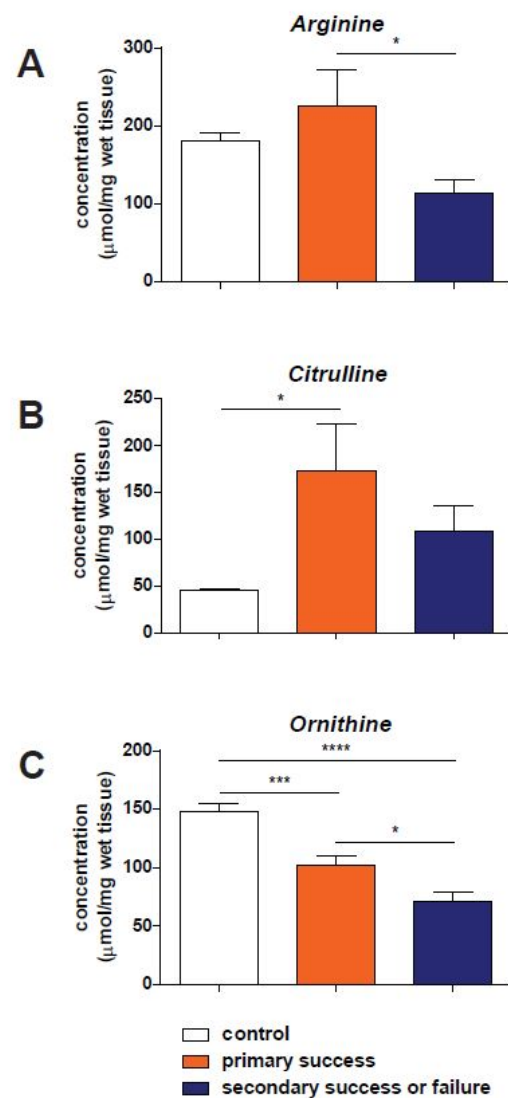 Arginine
A
*
300
200
100
0
concentration
(µmol/mg wet tissue)
Citrulline
B
*
250
200
150
100
50
0
concentration
(µmol/mg wet tissue)
Ornithine
C
****
***
*
200
150
100
50
0
concentration
(µmol/mg wet tissue)
control
primary success
secondary success or failure